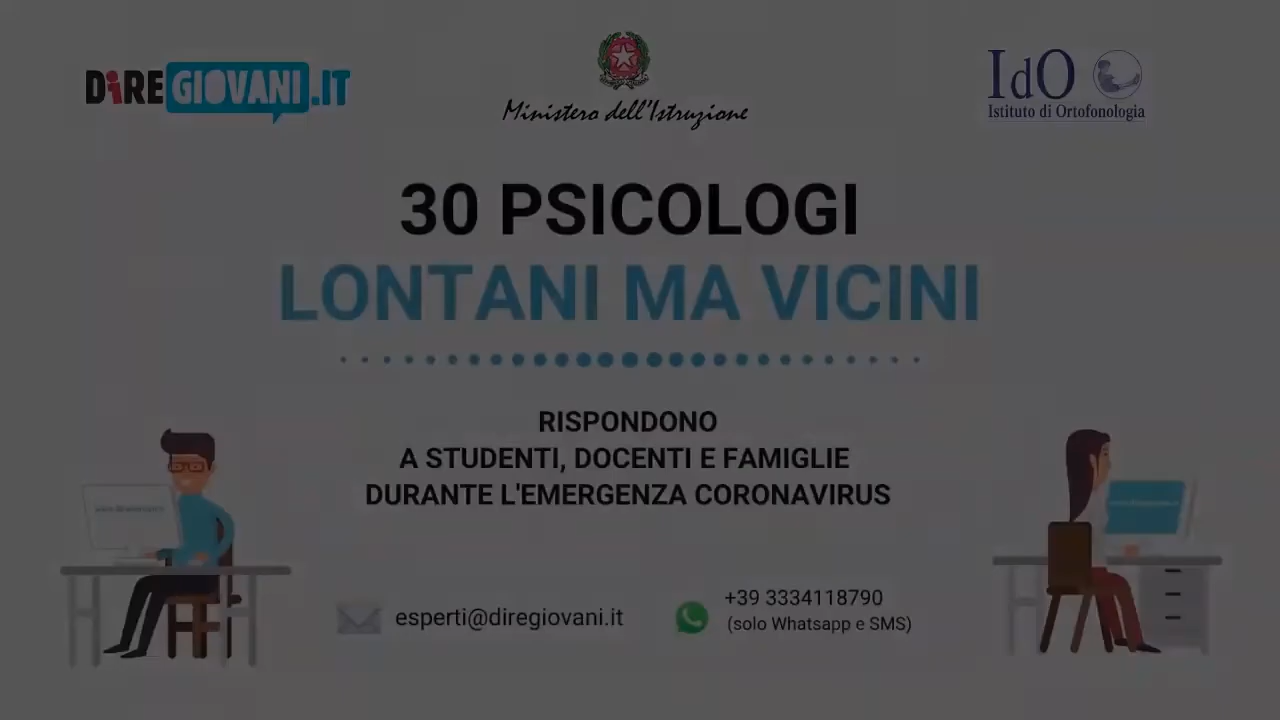 DIREGIOVANI.IT
Ministero dell'Istruzione
IdO
Istituto di Ortofonologia
30 PSICOLOGI
LONTANI MA VICINI
RISPONDONO
A STUDENTI, DOCENTI E FAMIGLIE
DURANTE L'EMERGENZA CORONAVIRUS
esperti@diregiovani.it
+39 3334118790
(solo Whatsapp e SMS)